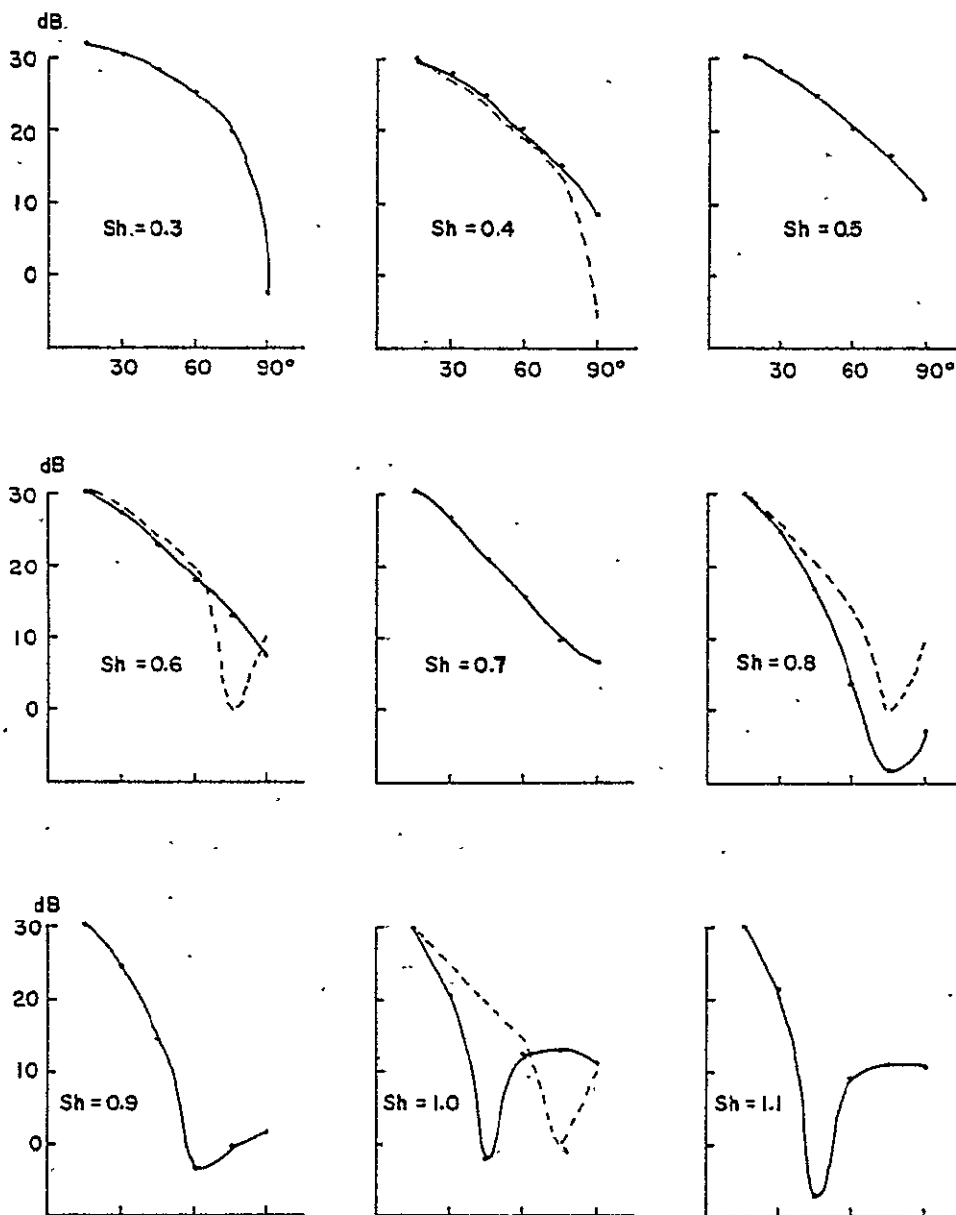 dB.
30
20
10
0
Sh. = 0.3
Sh = 0.4
Sh = 0.5
30 60 90°
30 60 90°
30 60 90°
dB
30
20
10
0
Sh = 0.6
Sh = 0.7
Sh = 0.8
dB
30
20
10
0
Sh = 0.9
Sh = 1.0
Sh = 1.1